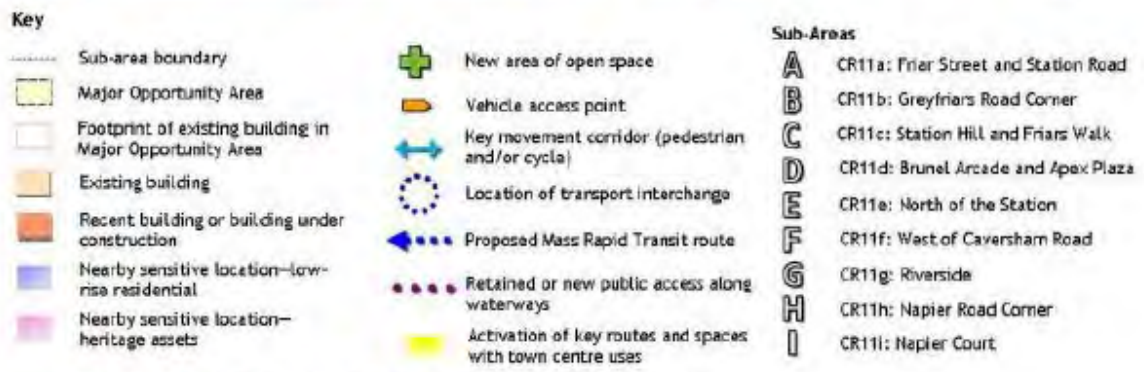 Key
Sub-area boundary
Major Opportunity Area
Footprint of existing building in
Major Opportunity Area
Existing building
Recent building or building under
construction
Nearby sensitive location—low-
rise residential
Nearby sensitive location—
heritage assets
New area of open space
Vehicle access point
Key movement corridor (pedestrian
and/or cycle)
Location of transport interchange
Proposed Mass Rapid Transit route
Retained or new public access along
waterways
Activation of key routes and spaces
with town centre uses
Sub-Areas
A CR11a: Friar Street and Station Road
B CR11b: Greyfriars Road Corner
C CR11c: Station Hill and Friars Walk
D CR11d: Brunel Arcade and Apex Plaza
E CR11e: North of the Station
F CR11f: West of Caversham Road
G CR11g: Riverside
H CR11h: Napier Road Corner
I CR11i: Napier Court